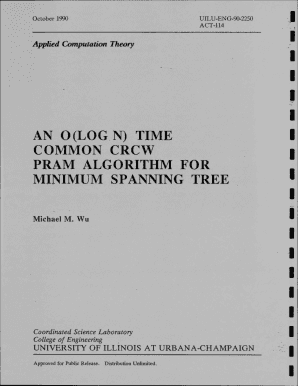 October 1990
UILU-ENG-90-2250
ACT-114
Applied Computation Theory
AN O(LOG N) TIME
COMMON CRCW
PRAM ALGORITHM FOR
MINIMUM SPANNING TREE
Michael M. Wu
Coordinated Science Laboratory
College of Engineering
UNIVERSITY OF ILLINOIS AT URBANA-CHAMPAIGN
Approved for Public Release. Distribution Unlimited.